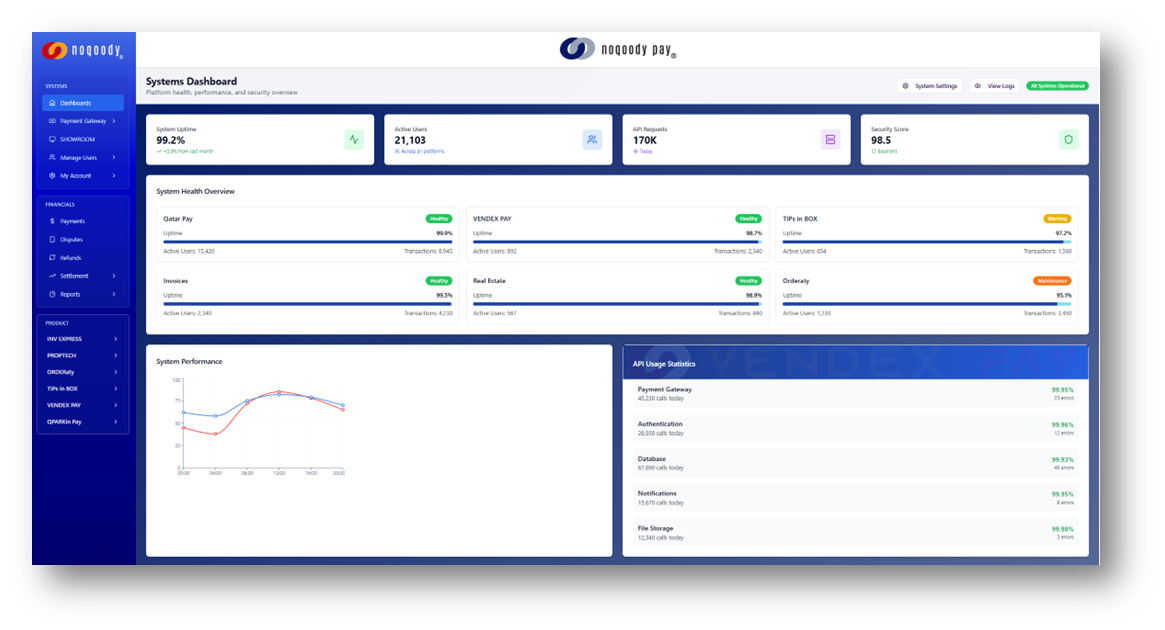 noqoody®
noqoody pay®
SYSTEMS
Dashboards
Payment Gateway
SHOWROOM
Manage Users
My Account
FINANCIALS
Payments
Disputes
Refunds
Settlement
Reports
PRODUCT
INV EXPRESS
PROPTECH
ORDERaty
TIPs in BOX
VENDEX PAY
QPARKin Pay
Systems Dashboard
Platform health, performance, and security overview
System Settings
View Logs
All Systems Operational
System Uptime
99.2%
+0.3% from last month
Active Users
21,103
Across all platforms
API Requests
170K
Today
Security Score
98.5
Excellent
System Health Overview
Qatar Pay Healthy
Uptime 99.9%
Active Users: 15,420 Transactions: 8,945
VENDEX PAY Healthy
Uptime 98.7%
Active Users: 892 Transactions: 2,340
TIPs in BOX Warning
Uptime 97.2%
Active Users: 654 Transactions: 1,560
Invoices Healthy
Uptime 99.5%
Active Users: 2,340 Transactions: 4,230
Real Estate Healthy
Uptime 98.9%
Active Users: 567 Transactions: 890
Orderaty Maintenance
Uptime 95.1%
Active Users: 1,230 Transactions: 3,450
System Performance
100
75
50
25
0
00:00 04:00 08:00 12:00 16:00 20:00
VENDEX
API Usage Statistics
Payment Gateway 99.95%
45,230 calls today 23 errors
Authentication 99.96%
28,950 calls today 12 errors
Database 99.93%
67,890 calls today 45 errors
Notifications 99.95%
15,670 calls today 8 errors
File Storage 99.98%
12,340 calls today 3 errors